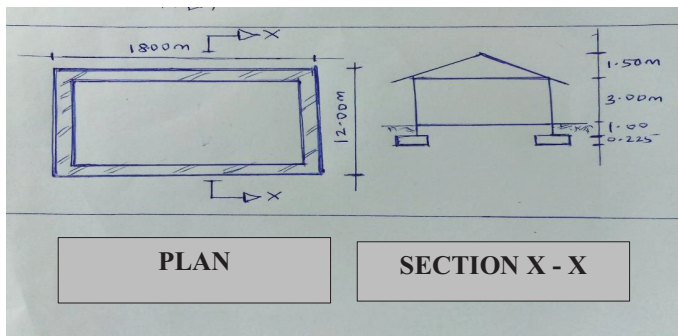 X
1800m
12.00m
X
1.50m
3.00m
1.00
0.225
PLAN
SECTION X - X